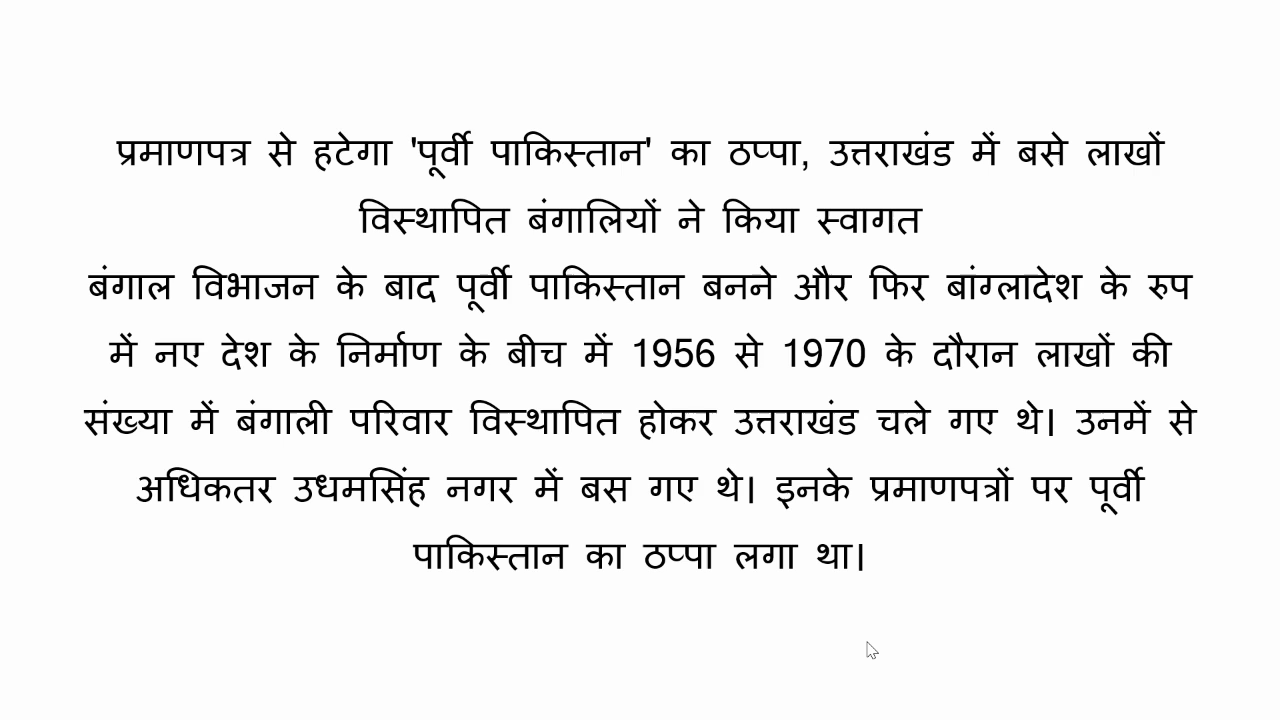 प्रमाणपत्र से हटेगा 'पूर्वी पाकिस्तान' का ठप्पा, उत्तराखंड में बसे लाखों
विस्थापित बंगालियों ने किया स्वागत
बंगाल विभाजन के बाद पूर्वी पाकिस्तान बनने और फिर बांग्लादेश के रुप
में नए देश के निर्माण के बीच में 1956 से 1970 के दौरान लाखों की
संख्या में बंगाली परिवार विस्थापित होकर उत्तराखंड चले गए थे। उनमें से
अधिकतर उधमसिंह नगर में बस गए थे। इनके प्रमाणपत्रों पर पूर्वी
पाकिस्तान का ठप्पा लगा था।